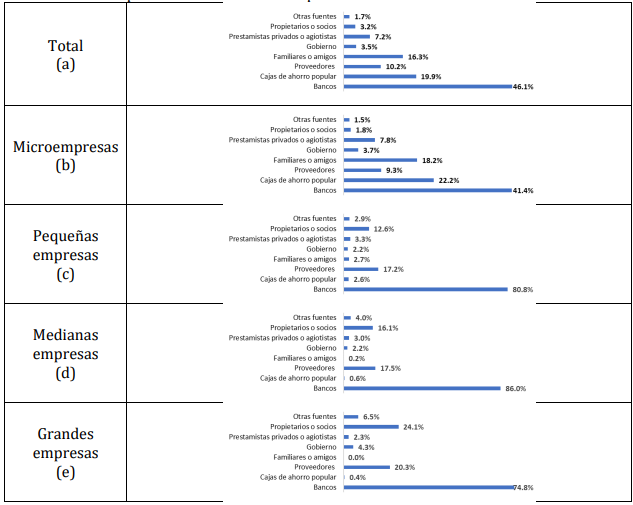 Total
(a)
Otras fuentes 1.7%
Propietarios o socios 3.2%
Prestamistas privados o agiotistas 7.2%
Gobierno 3.5%
Familiares o amigos 16.3%
Proveedores 10.2%
Cajas de ahorro popular 19.9%
Bancos 46.1%
Microempresas
(b)
Otras fuentes 1.5%
Propietarios o socios 1.8%
Prestamistas privados o agiotistas 7.8%
Gobierno 3.7%
Familiares o amigos 18.2%
Proveedores 9.3%
Cajas de ahorro popular 22.2%
Bancos 41.4%
Pequeñas
empresas
(c)
Otras fuentes 2.9%
Propietarios o socios 12.6%
Prestamistas privados o agiotistas 3.3%
Gobierno 2.2%
Familiares o amigos 2.7%
Proveedores 17.2%
Cajas de ahorro popular 2.6%
Bancos 80.8%
Medianas
empresas
(d)
Otras fuentes 4.0%
Propietarios o socios 16.1%
Prestamistas privados o agiotistas 3.0%
Gobierno 2.2%
Familiares o amigos 0.2%
Proveedores 17.5%
Cajas de ahorro popular 0.6%
Bancos 86.0%
Grandes
empresas
(e)
Otras fuentes 6.5%
Propietarios o socios 24.1%
Prestamistas privados o agiotistas 2.3%
Gobierno 4.3%
Familiares o amigos 0.0%
Proveedores 20.3%
Cajas de ahorro popular 0.4%
Bancos 74.8%